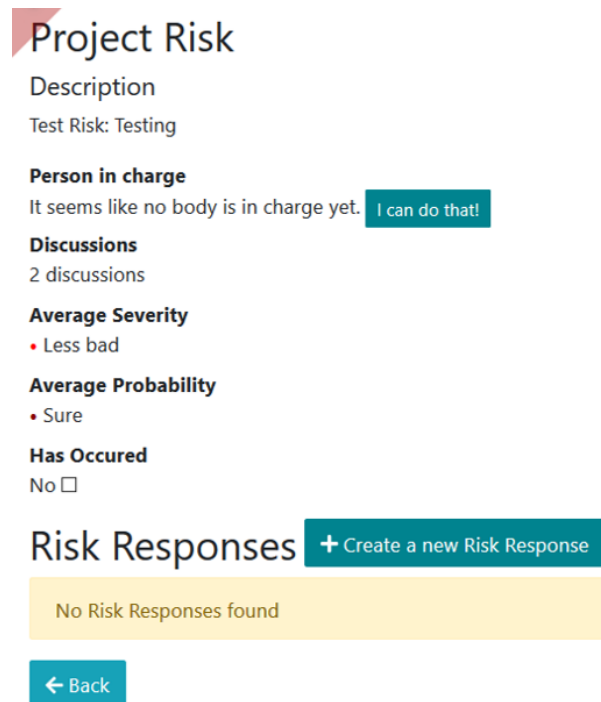 Project Risk
Description
Test Risk: Testing
Person in charge
It seems like no body is in charge yet. I can do that!
Discussions
2 discussions
Average Severity
• Less bad
Average Probability
• Sure
Has Occured
No ☐
Risk Responses + Create a new Risk Response
No Risk Responses found
← Back